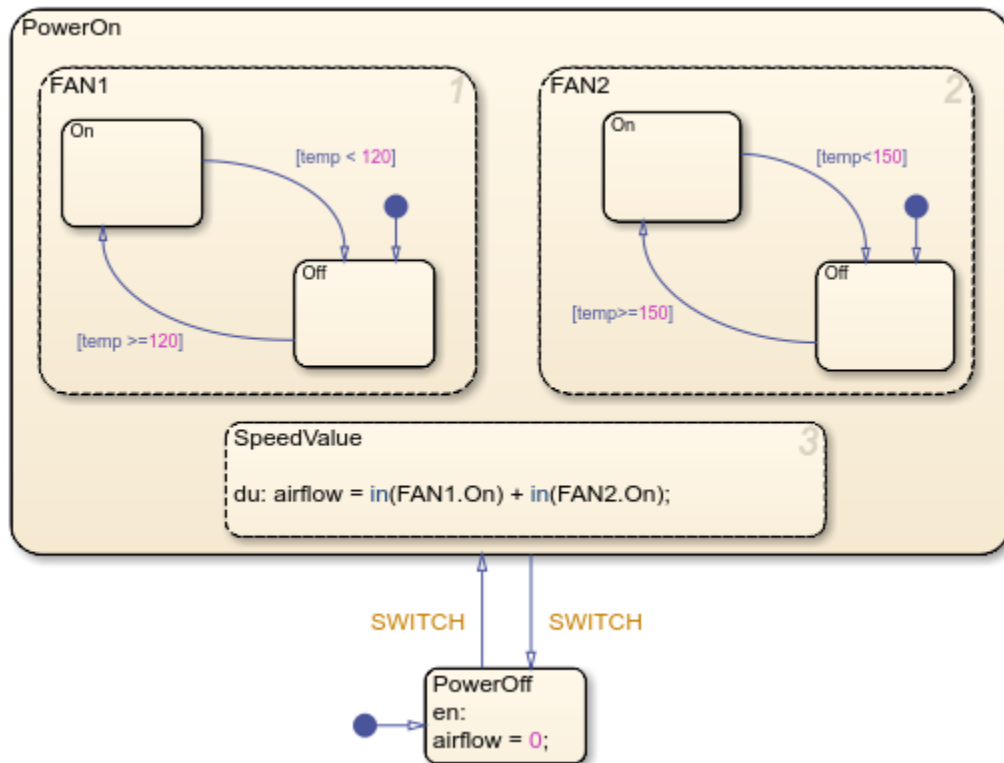 PowerOn
FAN1
1
On
[temp < 120]
Off
[temp >=120]
FAN2
2
On
[temp<150]
Off
[temp>=150]
SpeedValue
3
du: airflow = in(FAN1.On) + in(FAN2.On);
SWITCH
SWITCH
PowerOff
en:
airflow = 0;